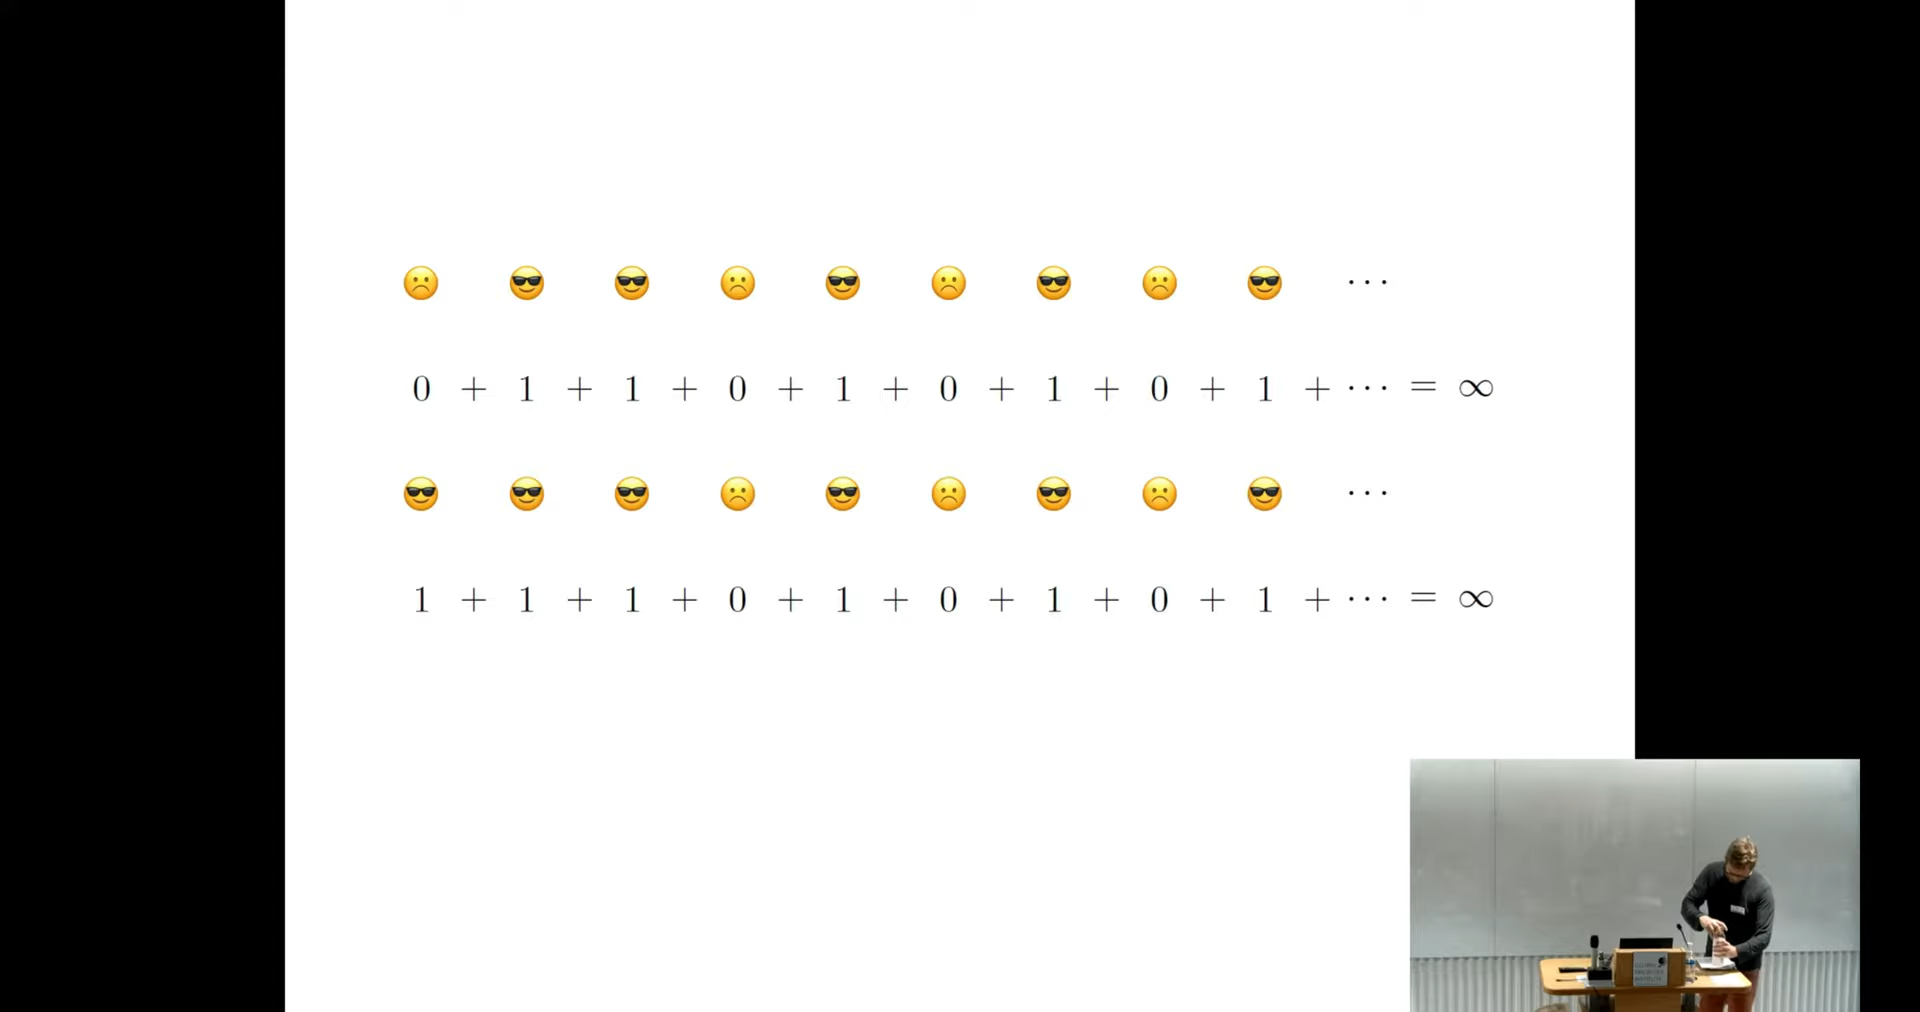 ☹️ 😎 😎 ☹️ 😎 ☹️ 😎 ☹️ 😎 ⋯
0 + 1 + 1 + 0 + 1 + 0 + 1 + 0 + 1 + ⋯ = ∞
😎 😎 😎 ☹️ 😎 ☹️ 😎 ☹️ 😎 ⋯
1 + 1 + 1 + 0 + 1 + 0 + 1 + 0 + 1 + ⋯ = ∞